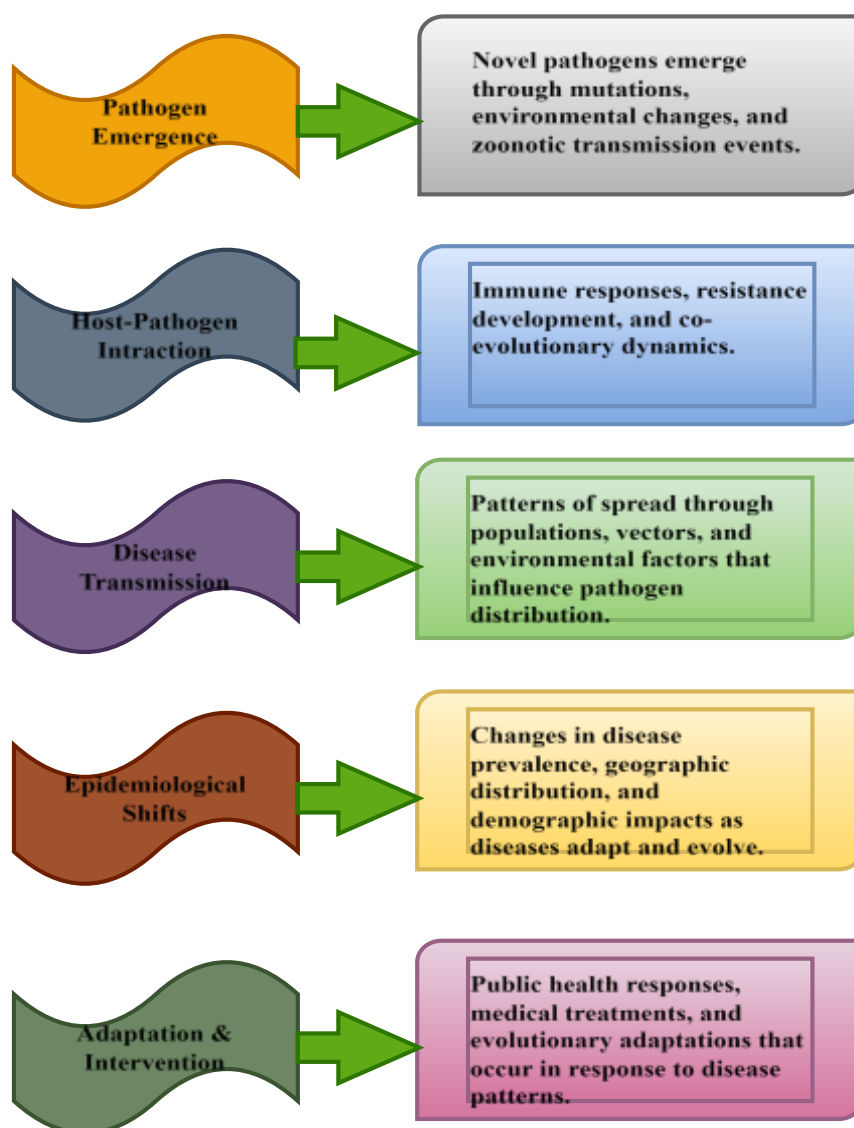 Pathogen
Emergence
Novel pathogens emerge
through mutations,
environmental changes, and
zoonotic transmission events.
Host-Pathogen
Intraction
Immune responses, resistance
development, and co-
evolutionary dynamics.
Disease
Transmission
Patterns of spread through
populations, vectors, and
environmental factors that
influence pathogen
distribution.
Epidemiological
Shifts
Changes in disease
prevalence, geographic
distribution, and
demographic impacts as
diseases adapt and evolve.
Adaptation &
Intervention
Public health responses,
medical treatments, and
evolutionary adaptations that
occur in response to disease
patterns.